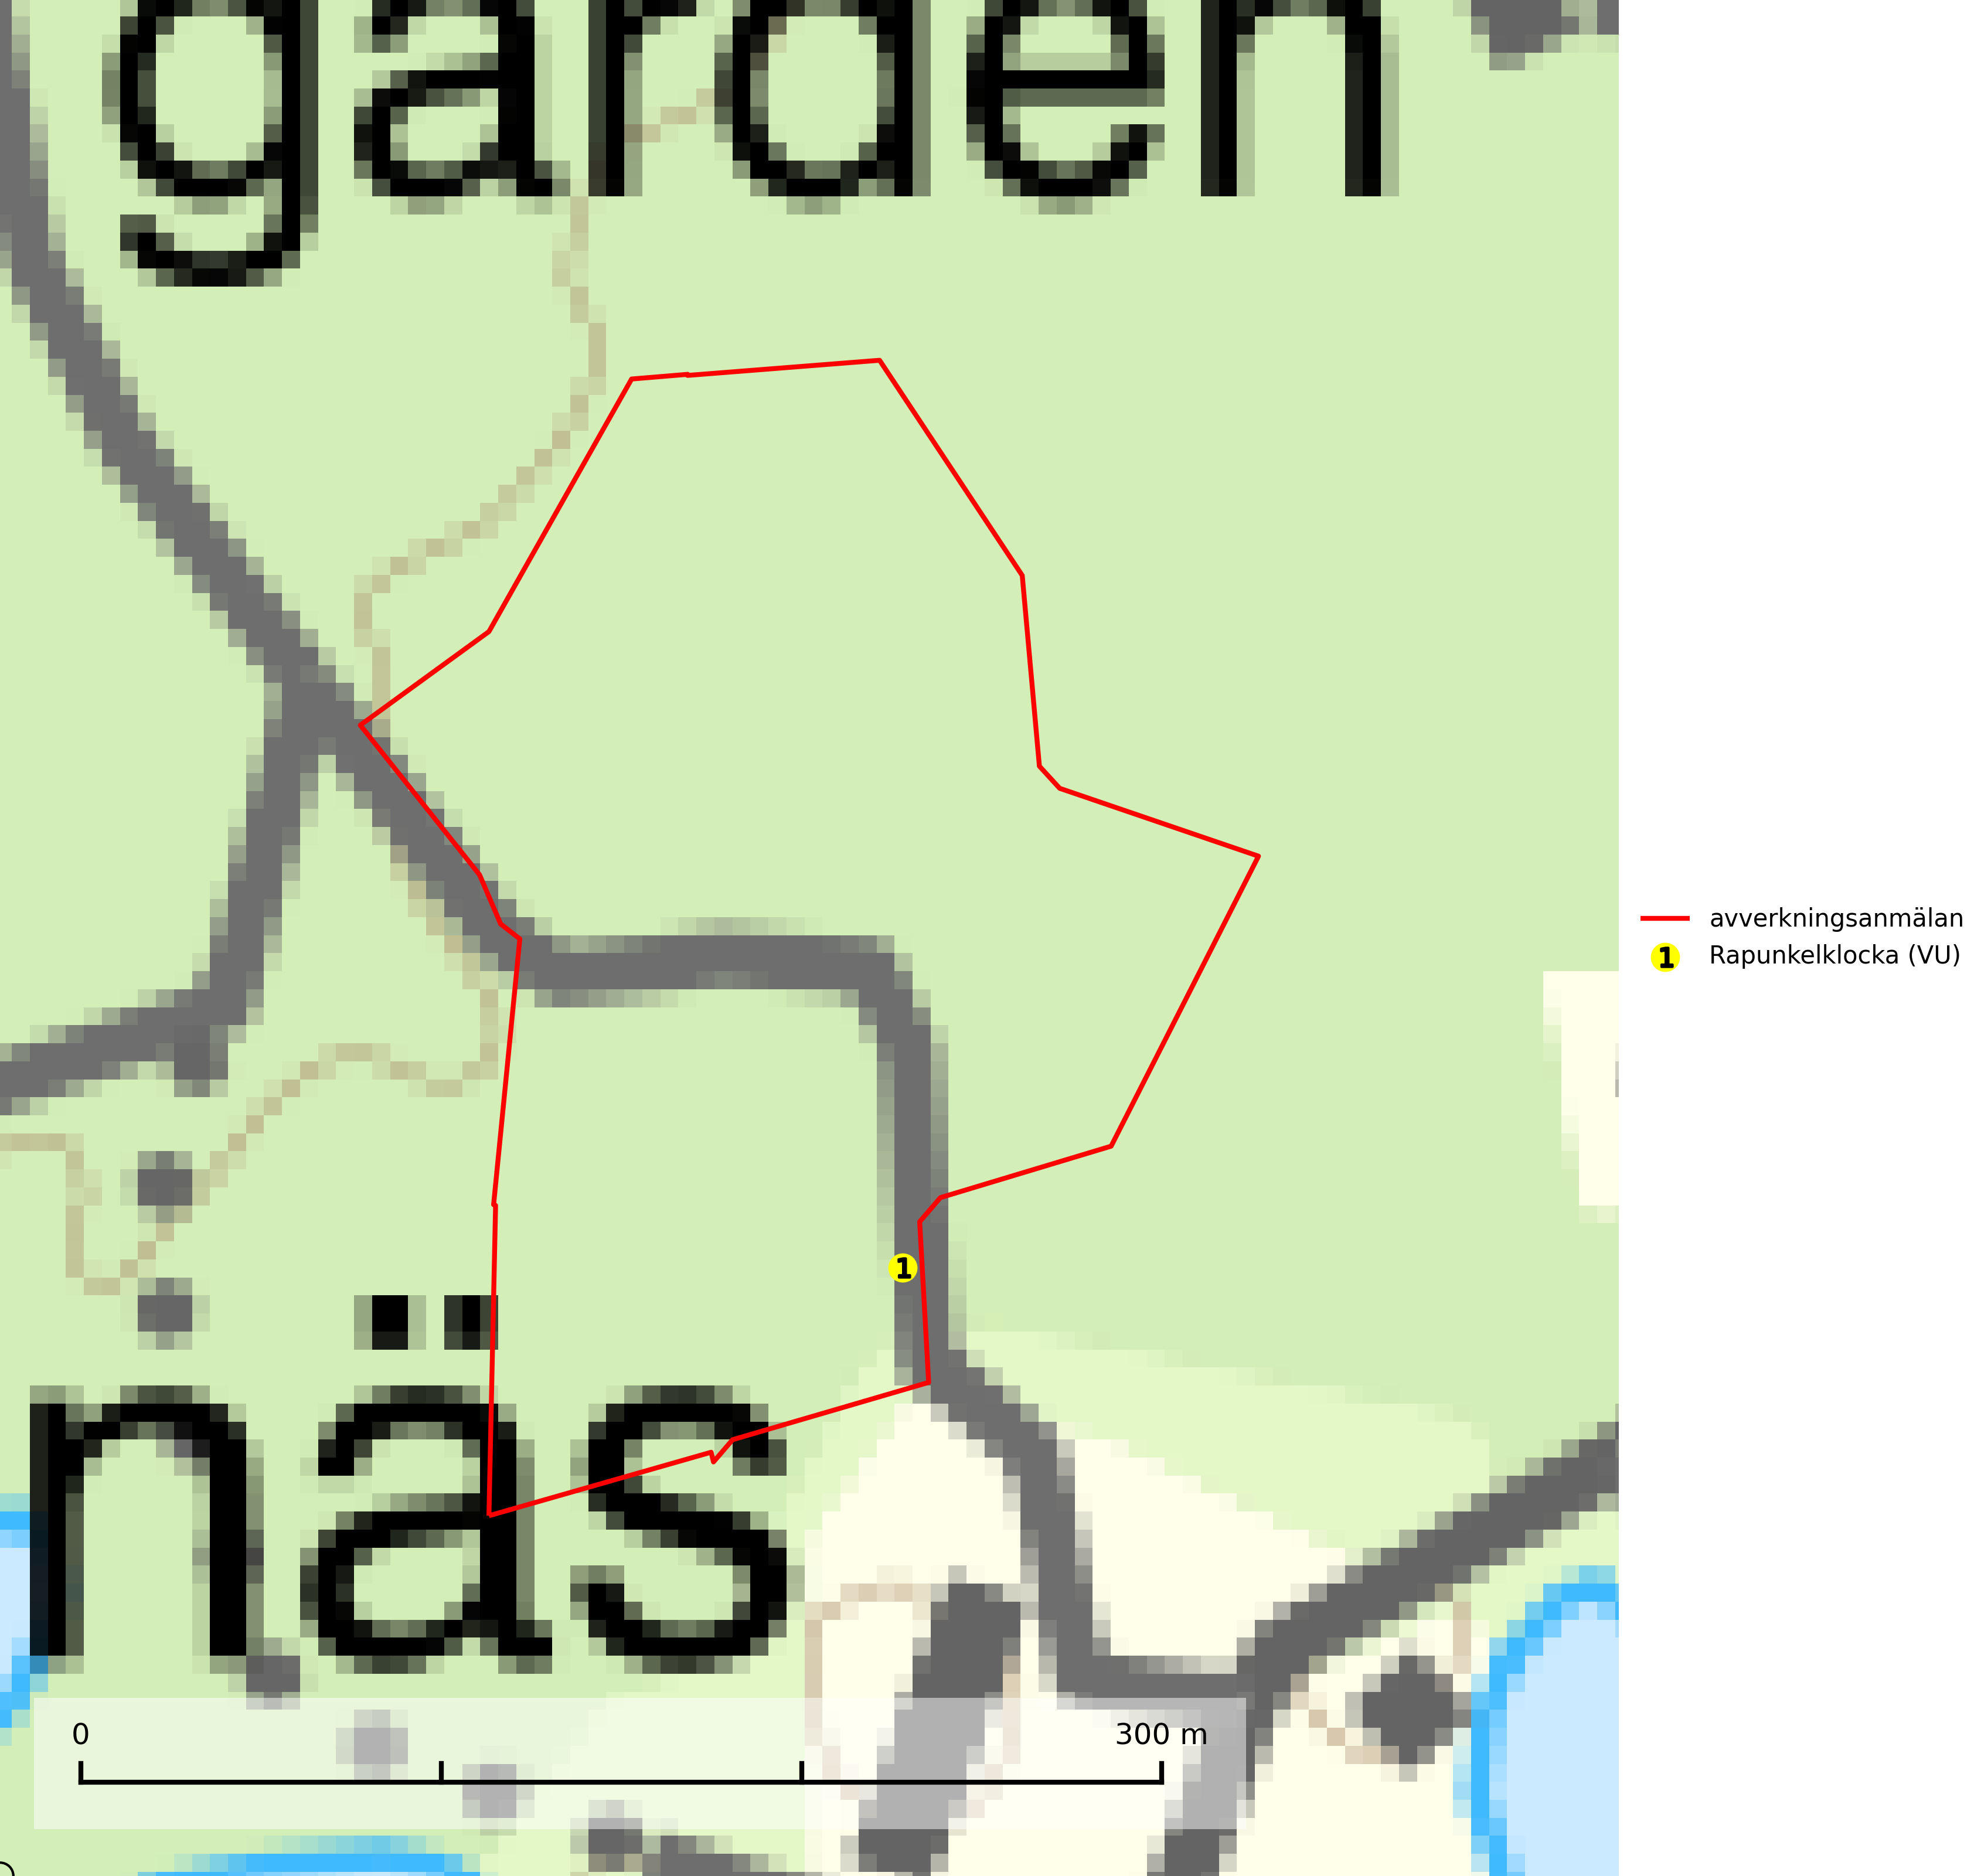 gården
avverkningsanmälan
1 Rapunkelklocka (VU)
1
näs
0 300 m